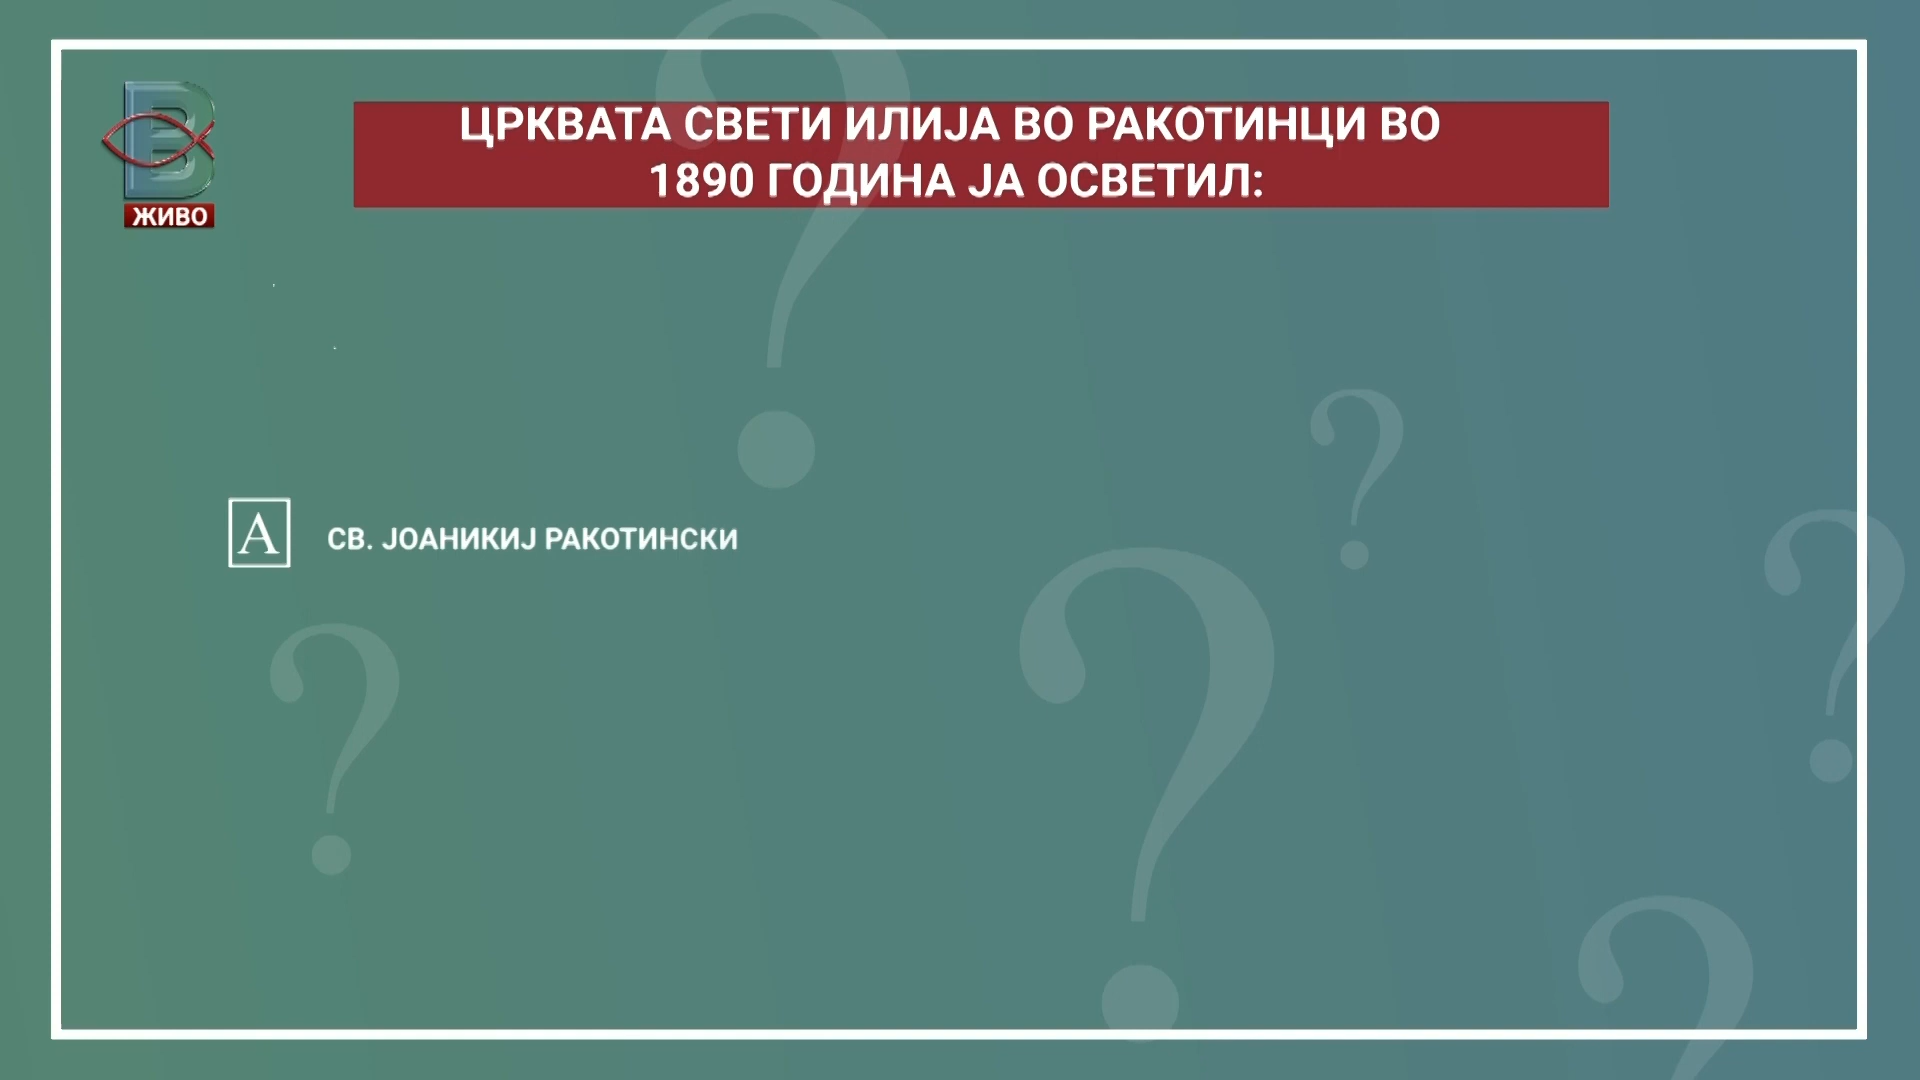 ЦРКВАТА СВЕТИ ИЛИЈА ВО РАКОТИНЦИ ВО
1890 ГОДИНА ЈА ОСВЕТИЛ:
В
ЖИВО
А СВ. ЈОАНИКИЈ РАКОТИНСКИ